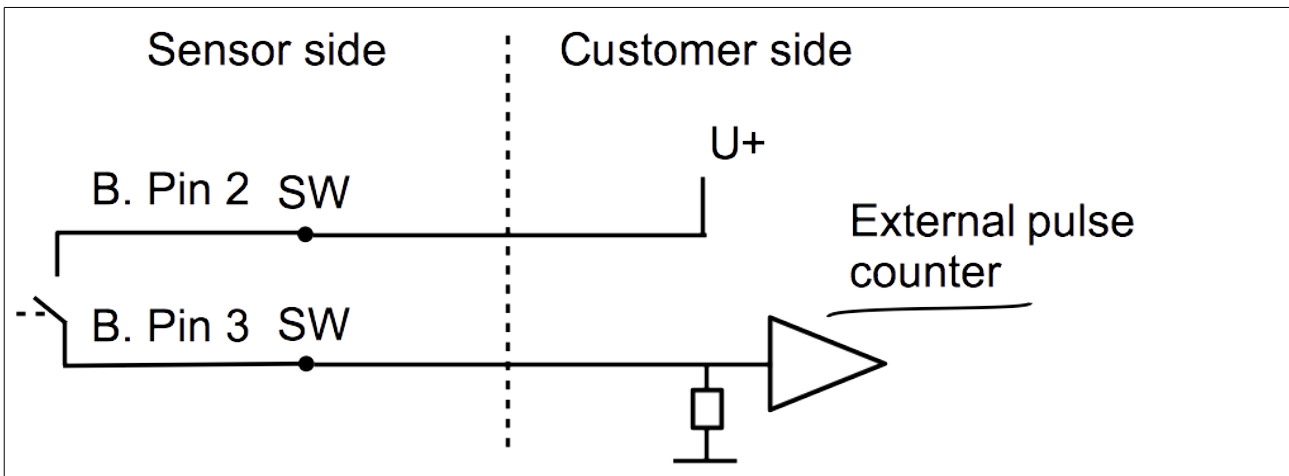 Sensor side
Customer side
U+
B. Pin 2 SW
External pulse
counter
B. Pin 3 SW